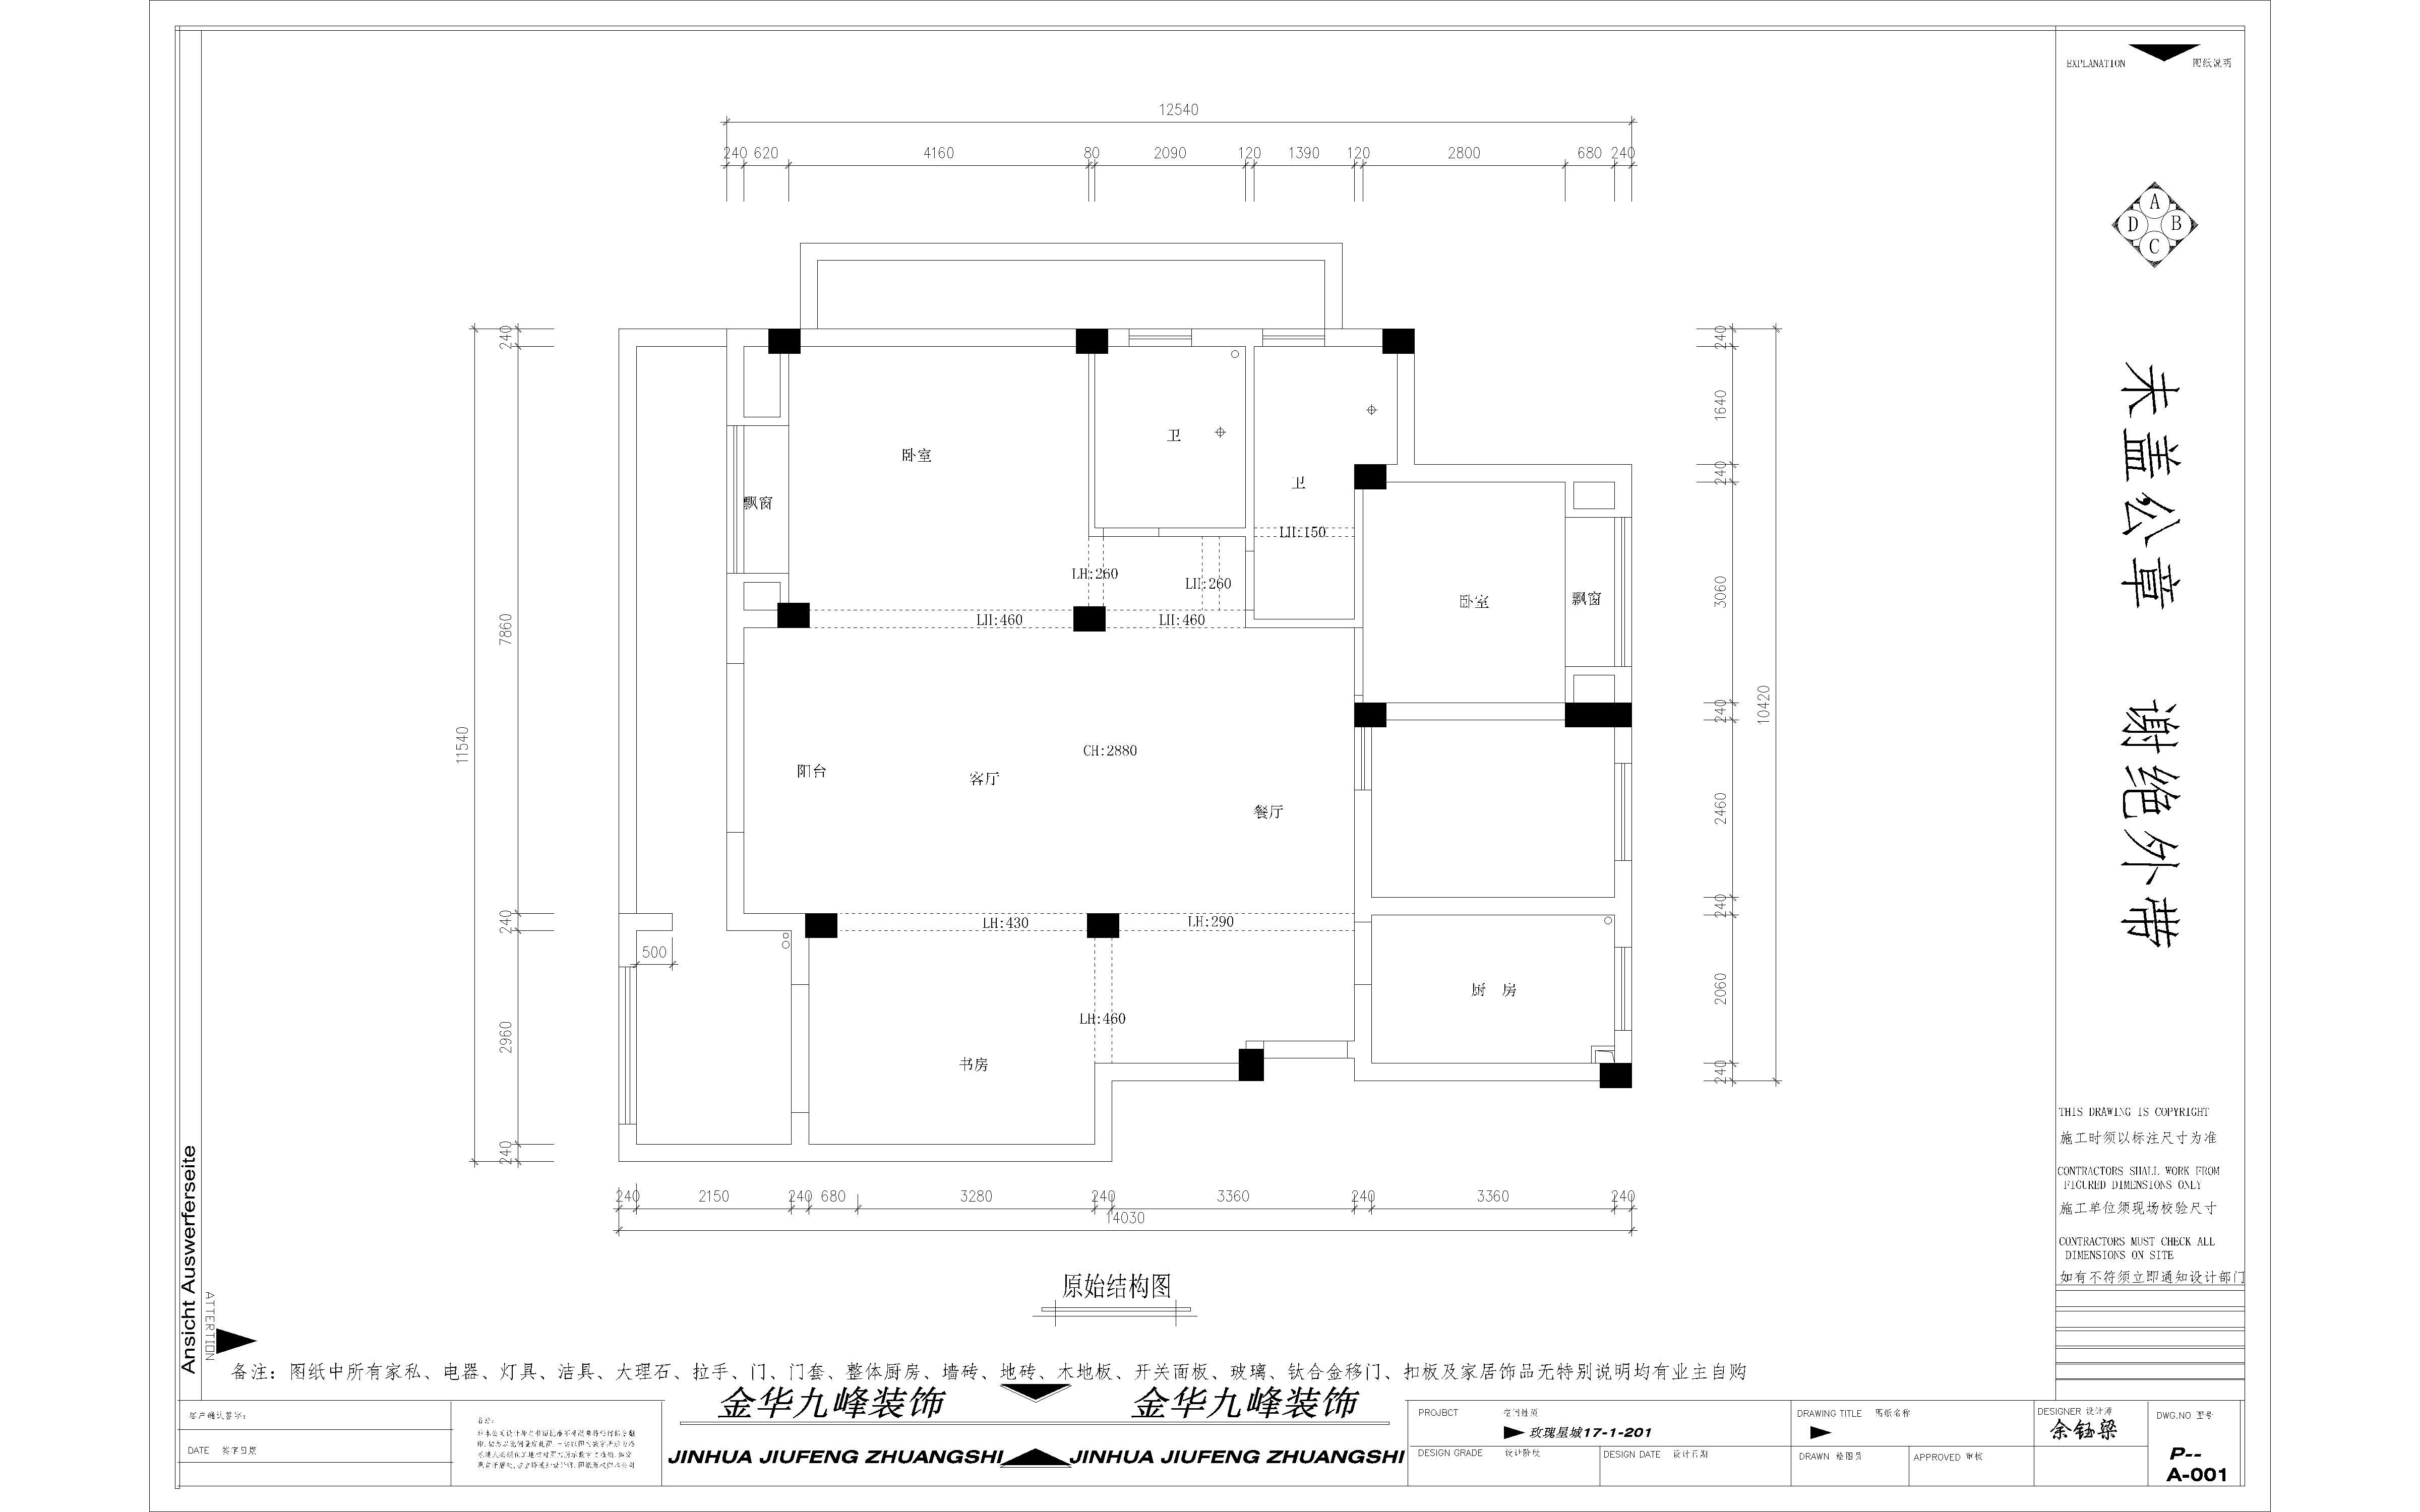 EXPLANATION
图纸说明
12540
240 620 4160 80 2090 120 1390 120 2800 680 240
A
D B
C
未盖公章 谢绝外带
240
7860
240
2960
240
11540
240
1640
240
3060
240
2460
240
2060
240
10420
卧室
卫
卫
飘窗
LH:150
LH:260
LH:260
卧室
飘窗
LH:460
LH:460
CH:2880
阳台
客厅
餐厅
LH:430
LH:290
500
厨 房
LH:460
书房
240 2150 240 680 3280 240 3360 240 3360 240
14030
原始结构图
THIS DRAWING IS COPYRIGHT
施工时须以标注尺寸为准
CONTRACTORS SHALL WORK FROM
FIGURED DIMENSIONS ONLY
施工单位须现场校验尺寸
CONTRACTORS MUST CHECK ALL
DIMENSIONS ON SITE
如有不符须立即通知设计部门
Ansicht Auswerferseite
ATTERTION
备注：图纸中所有家私、电器、灯具、洁具、大理石、拉手、门、门套、整体厨房、墙砖、地砖、木地板、开关面板、玻璃、钛合金移门、扣板及家居饰品无特别说明均有业主自购
客户确认签字:
DATE 签字日期
金华九峰装饰 金华九峰装饰
JINHUA JIUFENG ZHUANGSHI JINHUA JIUFENG ZHUANGSHI
PROJBCT 空间性质
玫瑰星城17-1-201
DESIGN GRADE 设计阶段
DESIGN DATE 设计日期
DRAWING TITLE 图纸名称
DRAWN 绘图员
APPROVED 审核
DESIGNER 设计师
余钰梁
DWG.NO 图号
P--
A-001